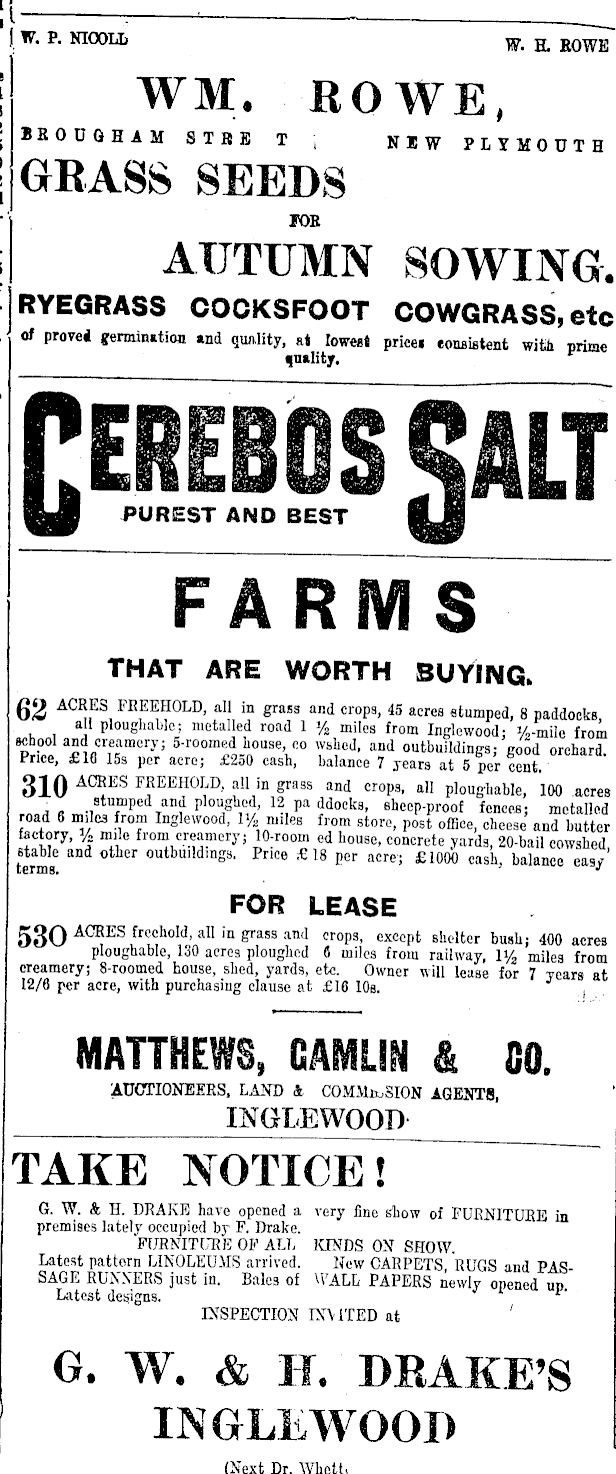 W. P. NICOLL W. H. ROWE
WM. ROWE,
BROUGHAM STRE T NEW PLYMOUTH
GRASS SEEDS
FOR
AUTUMN SOWING.
RYEGRASS COCKSFOOT COWGRASS, etc
of proved germination and quality, at lowest prices consistent with prime
quality.
CEREBOS SALT
PUREST AND BEST
FARMS
THAT ARE WORTH BUYING.
62 ACRES FREEHOLD, all in grass and crops, 45 acres stumped, 8 paddocks,
all ploughable; metalled road 1 ½ miles from Inglewood; ½-mile from
school and creamery; 5-roomed house, co wshed, and outbuildings; good orchard.
Price, £16 15s per acre; £250 cash, balance 7 years at 5 per cent.
310 ACRES FREEHOLD, all in grass and crops, all ploughable, 100 acres
stumped and ploughed, 12 pa ddocks, sheep-proof fences; metalled
road 6 miles from Inglewood, 1½ miles from store, post office, cheese and butter
factory, ½ mile from creamery; 10-room ed house, concrete yards, 20-bail cowshed,
stable and other outbuildings. Price £18 per acre; £1000 cash, balance easy
terms.
FOR LEASE
530 ACRES freehold, all in grass and crops, except shelter bush; 400 acres
ploughable, 130 acres ploughed 6 miles from railway, 1½ miles from
creamery; 8-roomed house, shed, yards, etc. Owner will lease for 7 years at
12/6 per acre, with purchasing clause at £16 10s.
MATTHEWS, GAMLIN & CO.
AUCTIONEERS, LAND & COMMISSION AGENTS,
INGLEWOOD
TAKE NOTICE!
G. W. & H. DRAKE have opened a very fine show of FURNITURE in
premises lately occupied by F. Drake.
FURNITURE OF ALL KINDS ON SHOW.
Latest pattern LINOLEUMS arrived. New CARPETS, RUGS and PAS-
SAGE RUNNERS just in. Bales of WALL PAPERS newly opened up.
Latest designs.
INSPECTION INVITED at
G. W. & H. DRAKE'S
INGLEWOOD
(Next Dr. Whett